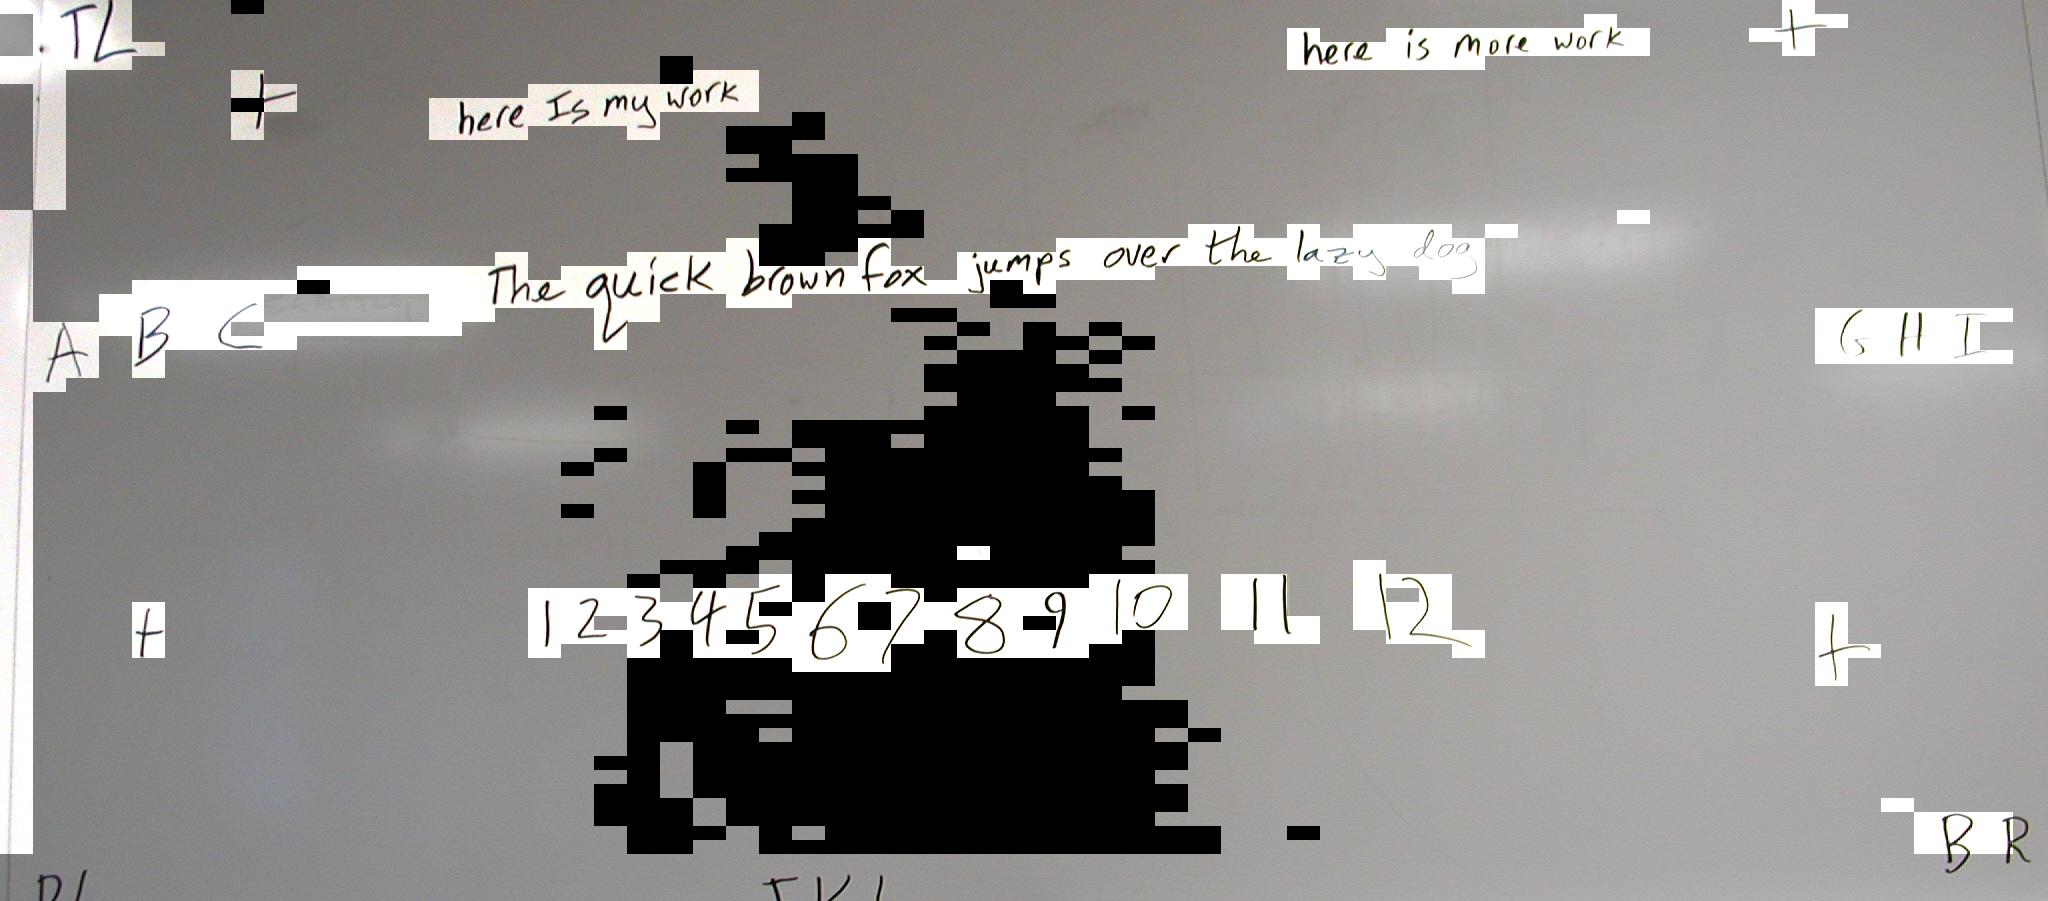 TL
here is more work
here Is my work
The quick brown fox jumps over the lazy dog
A B C
G H I
1 2 3 4 5 6 7 8 9 10 11 12
B R